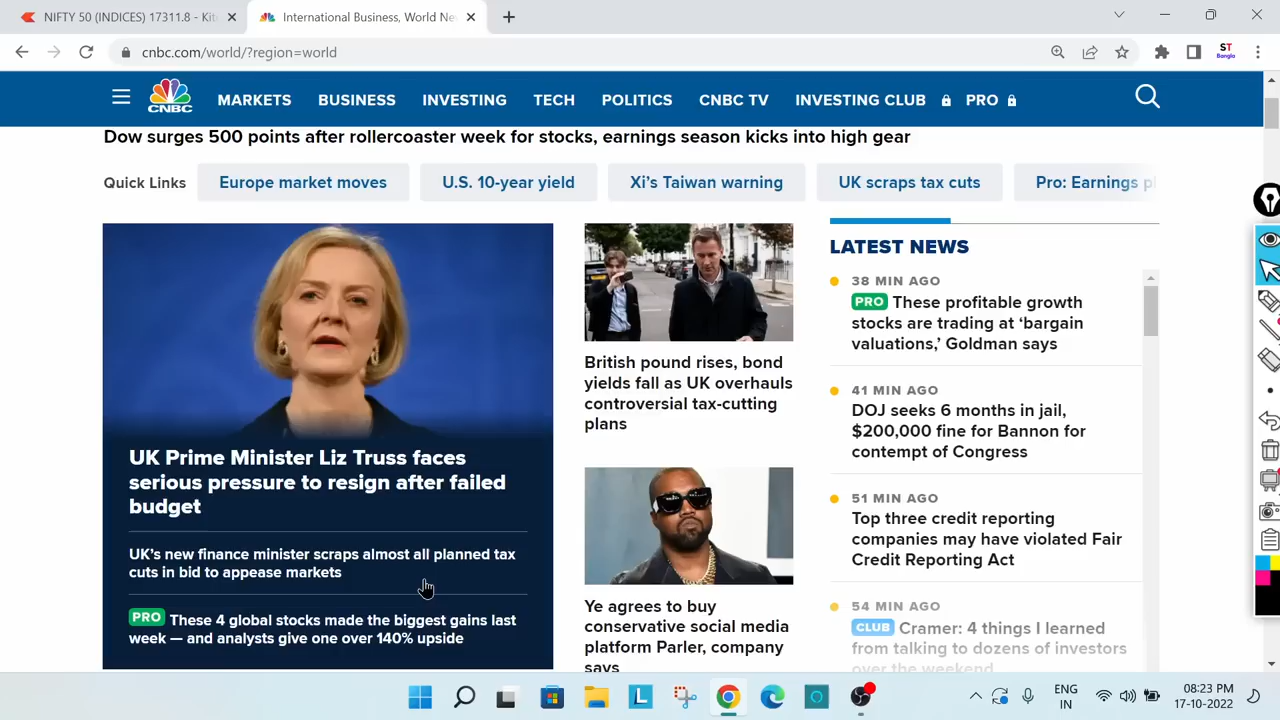 NIFTY 50 (INDICES) 17311.8 - Kit
International Business, World Ne
cnbc.com/world/?region=world
ST
Bangla
CNBC
MARKETS BUSINESS INVESTING TECH POLITICS CNBC TV INVESTING CLUB PRO
Dow surges 500 points after rollercoaster week for stocks, earnings season kicks into high gear
Quick Links Europe market moves U.S. 10-year yield Xi’s Taiwan warning UK scraps tax cuts Pro: Earnings
UK Prime Minister Liz Truss faces
serious pressure to resign after failed
budget
UK’s new finance minister scraps almost all planned tax
cuts in bid to appease markets
PRO These 4 global stocks made the biggest gains last
week — and analysts give one over 140% upside
British pound rises, bond
yields fall as UK overhauls
controversial tax-cutting
plans
Ye agrees to buy
conservative social media
platform Parler, company
says
LATEST NEWS
38 MIN AGO
PRO These profitable growth
stocks are trading at ‘bargain
valuations,’ Goldman says
41 MIN AGO
DOJ seeks 6 months in jail,
$200,000 fine for Bannon for
contempt of Congress
51 MIN AGO
Top three credit reporting
companies may have violated Fair
Credit Reporting Act
54 MIN AGO
CLUB Cramer: 4 things I learned
from talking to dozens of investors
over the weekend
L
ENG
IN
08:23 PM
17-10-2022